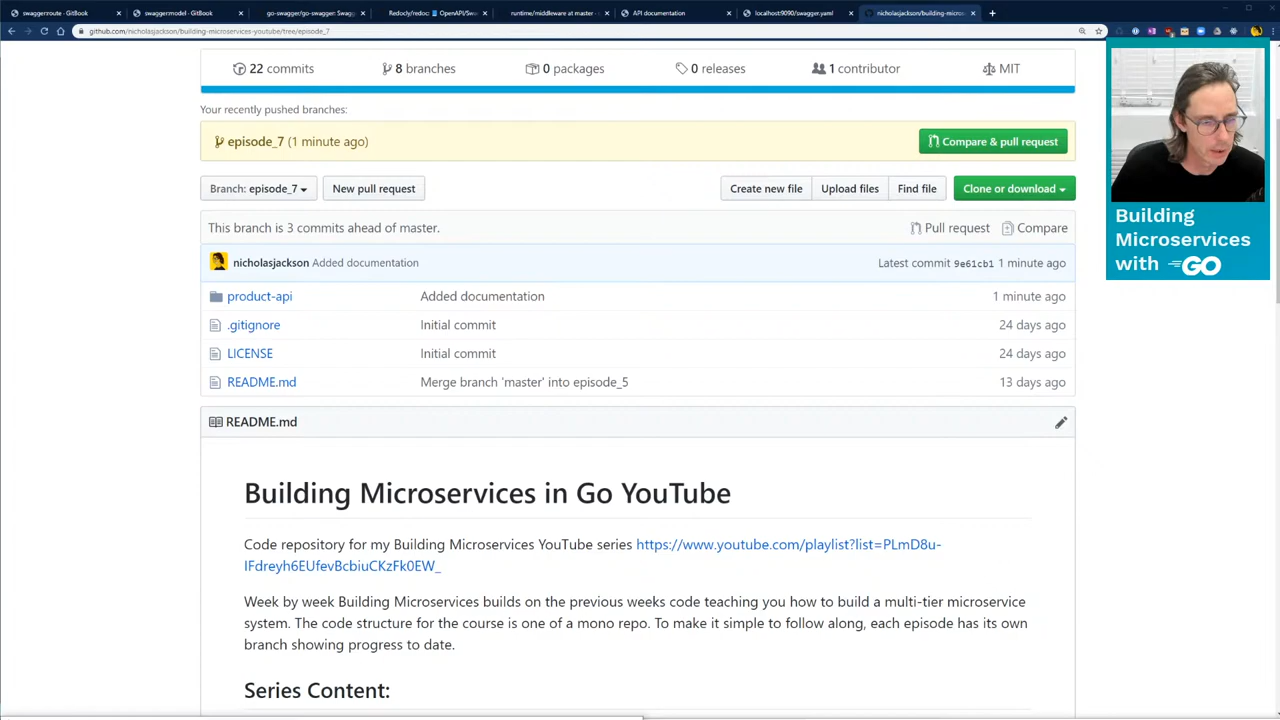 swagger:route - GitBook
swagger:model - GitBook
go-swagger/go-swagger: Swagg
Redocly/redoc: OpenAPI/Sw
runtime/middleware at master ·
API documentation
localhost:9090/swagger.yaml
nicholasjackson/building-micros
github.com/nicholasjackson/building-microservices-youtube/tree/episode_7
22 commits
8 branches
0 packages
0 releases
1 contributor
MIT
Your recently pushed branches:
episode_7 (1 minute ago)
Compare & pull request
Branch: episode_7
New pull request
Create new file
Upload files
Find file
Clone or download
This branch is 3 commits ahead of master.
Pull request
Compare
nicholasjackson Added documentation
Latest commit 9e61cb1 1 minute ago
product-api
Added documentation
1 minute ago
.gitignore
Initial commit
24 days ago
LICENSE
Initial commit
24 days ago
README.md
Merge branch 'master' into episode_5
13 days ago
README.md
Building Microservices in Go YouTube
Code repository for my Building Microservices YouTube series https://www.youtube.com/playlist?list=PLmD8u-
IFdreyh6EUfevBcbiuCKzFk0EW_
Week by week Building Microservices builds on the previous weeks code teaching you how to build a multi-tier microservice
system. The code structure for the course is one of a mono repo. To make it simple to follow along, each episode has its own
branch showing progress to date.
Series Content:
Building
Microservices
with GO